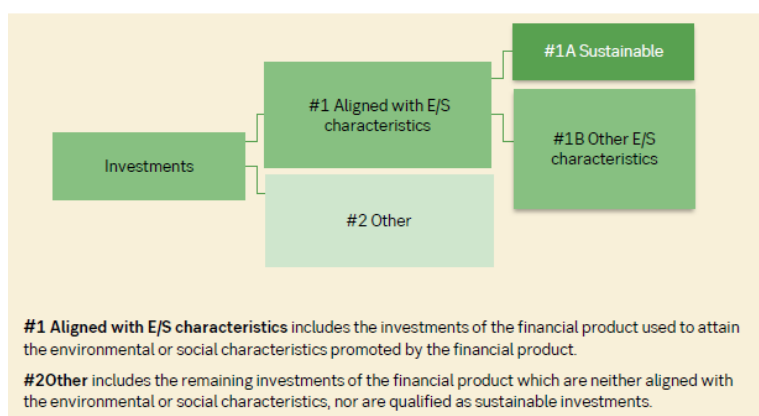 #1A Sustainable
#1 Aligned with E/S
characteristics
#1B Other E/S
characteristics
Investments
#2 Other
#1 Aligned with E/S characteristics includes the investments of the financial product used to attain
the environmental or social characteristics promoted by the financial product.
#2Other includes the remaining investments of the financial product which are neither aligned with
the environmental or social characteristics, nor are qualified as sustainable investments.